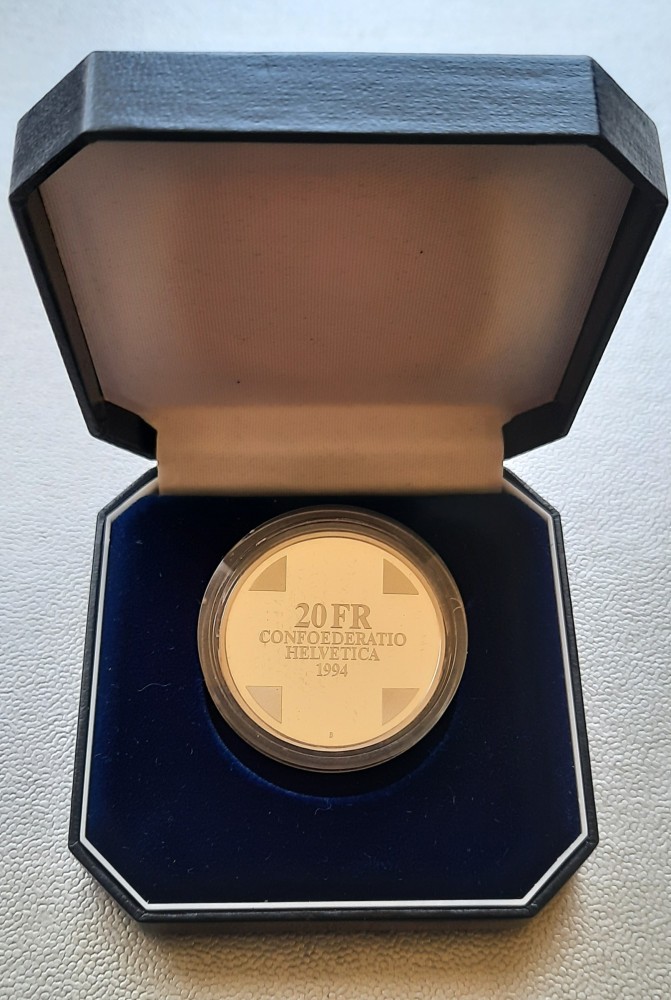 20 FR
CONFOEDERATIO
HELVETICA
1994
B